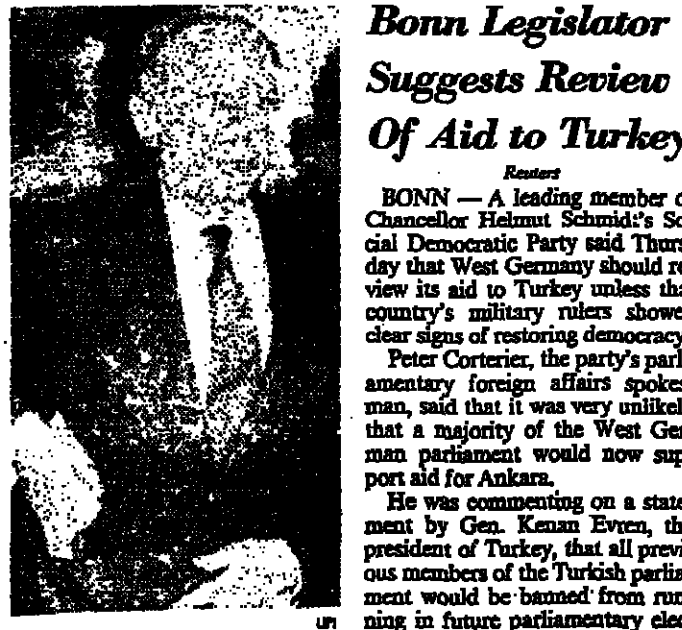 Bonn Legislator
Suggests Review
Of Aid to Turkey
Reuters
BONN — A leading member o
Chancellor Helmut Schmidt's So
cial Democratic Party said Thurs
day that West Germany should re
view its aid to Turkey unless tha
country's military rulers showe
clear signs of restoring democracy
Peter Corterier, the party's parl
amentary foreign affairs spokes
man, said that it was very unlikel
that a majority of the West Ger
man parliament would now sup
port aid for Ankara.
He was commenting on a state
ment by Gen. Kenan Evren, th
president of Turkey, that all previ
ous members of the Turkish parlia
ment would be banned from run
ning in future parliamentary elec
UPI